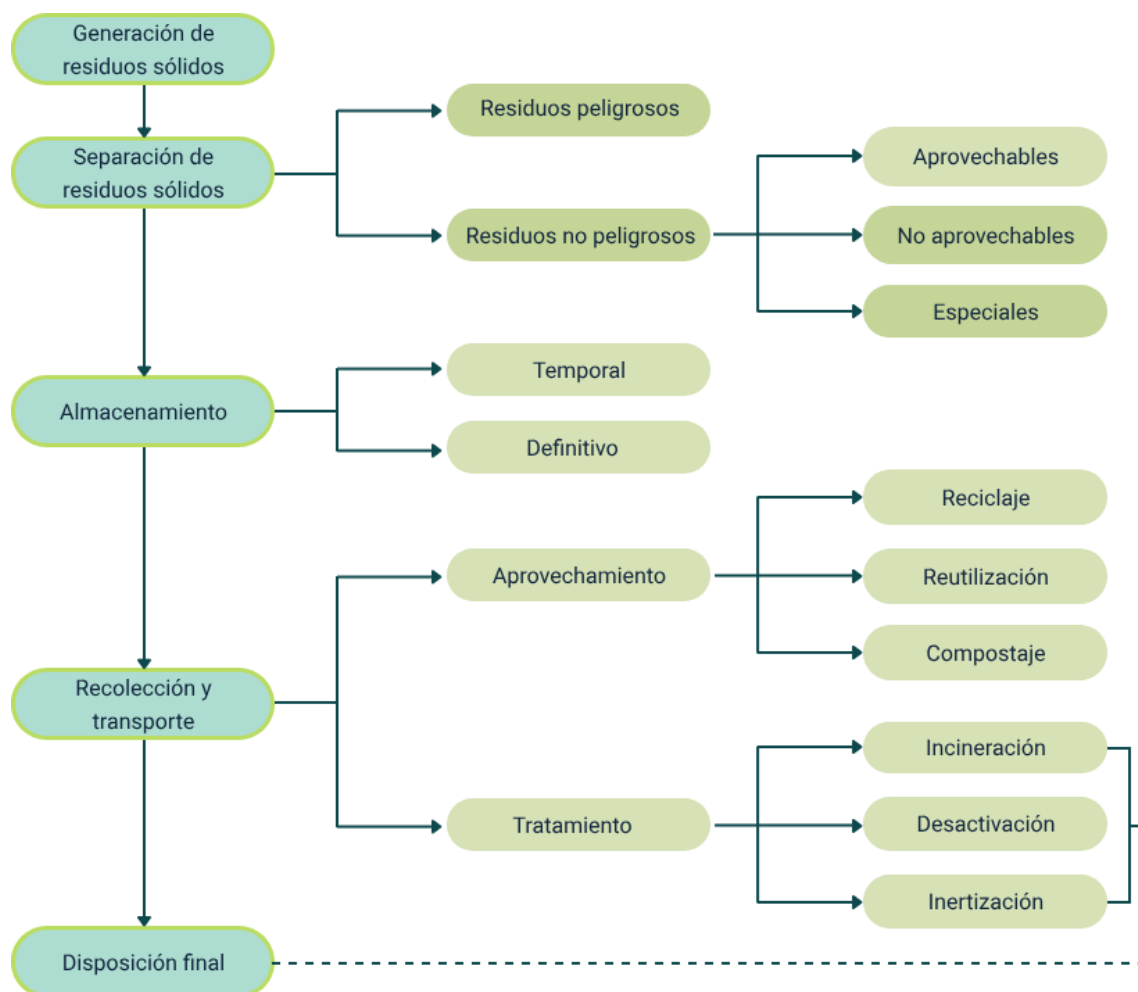 Generación de
residuos sólidos
Separación de
residuos sólidos
Residuos peligrosos
Residuos no peligrosos
Aprovechables
No aprovechables
Especiales
Almacenamiento
Temporal
Definitivo
Recolección y
transporte
Aprovechamiento
Reciclaje
Reutilización
Compostaje
Tratamiento
Incineración
Desactivación
Inertización
Disposición final